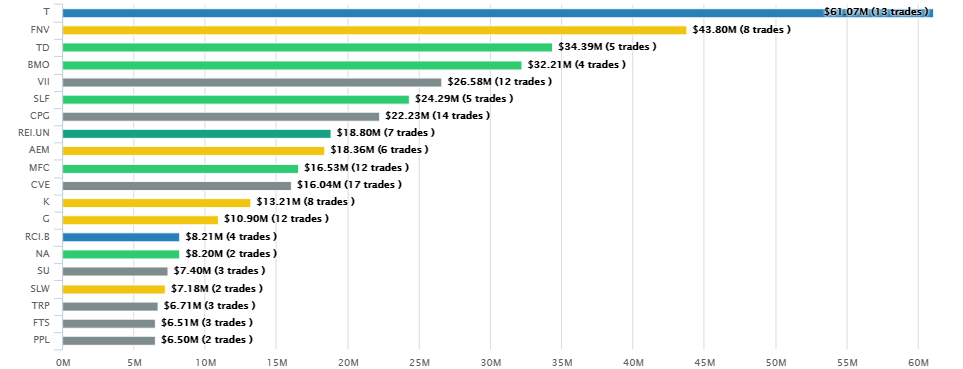 T $61.07M (13 trades )
FNV $43.80M (8 trades )
TD $34.39M (5 trades )
BMO $32.21M (4 trades )
VII $26.58M (12 trades )
SLF $24.29M (5 trades )
CPG $22.23M (14 trades )
REI.UN $18.80M (7 trades )
AEM $18.36M (6 trades )
MFC $16.53M (12 trades )
CVE $16.04M (17 trades )
K $13.21M (8 trades )
G $10.90M (12 trades )
RCI.B $8.21M (4 trades )
NA $8.20M (2 trades )
SU $7.40M (3 trades )
SLW $7.18M (2 trades )
TRP $6.71M (3 trades )
FTS $6.51M (3 trades )
PPL $6.50M (2 trades )
0M 5M 10M 15M 20M 25M 30M 35M 40M 45M 50M 55M 60M